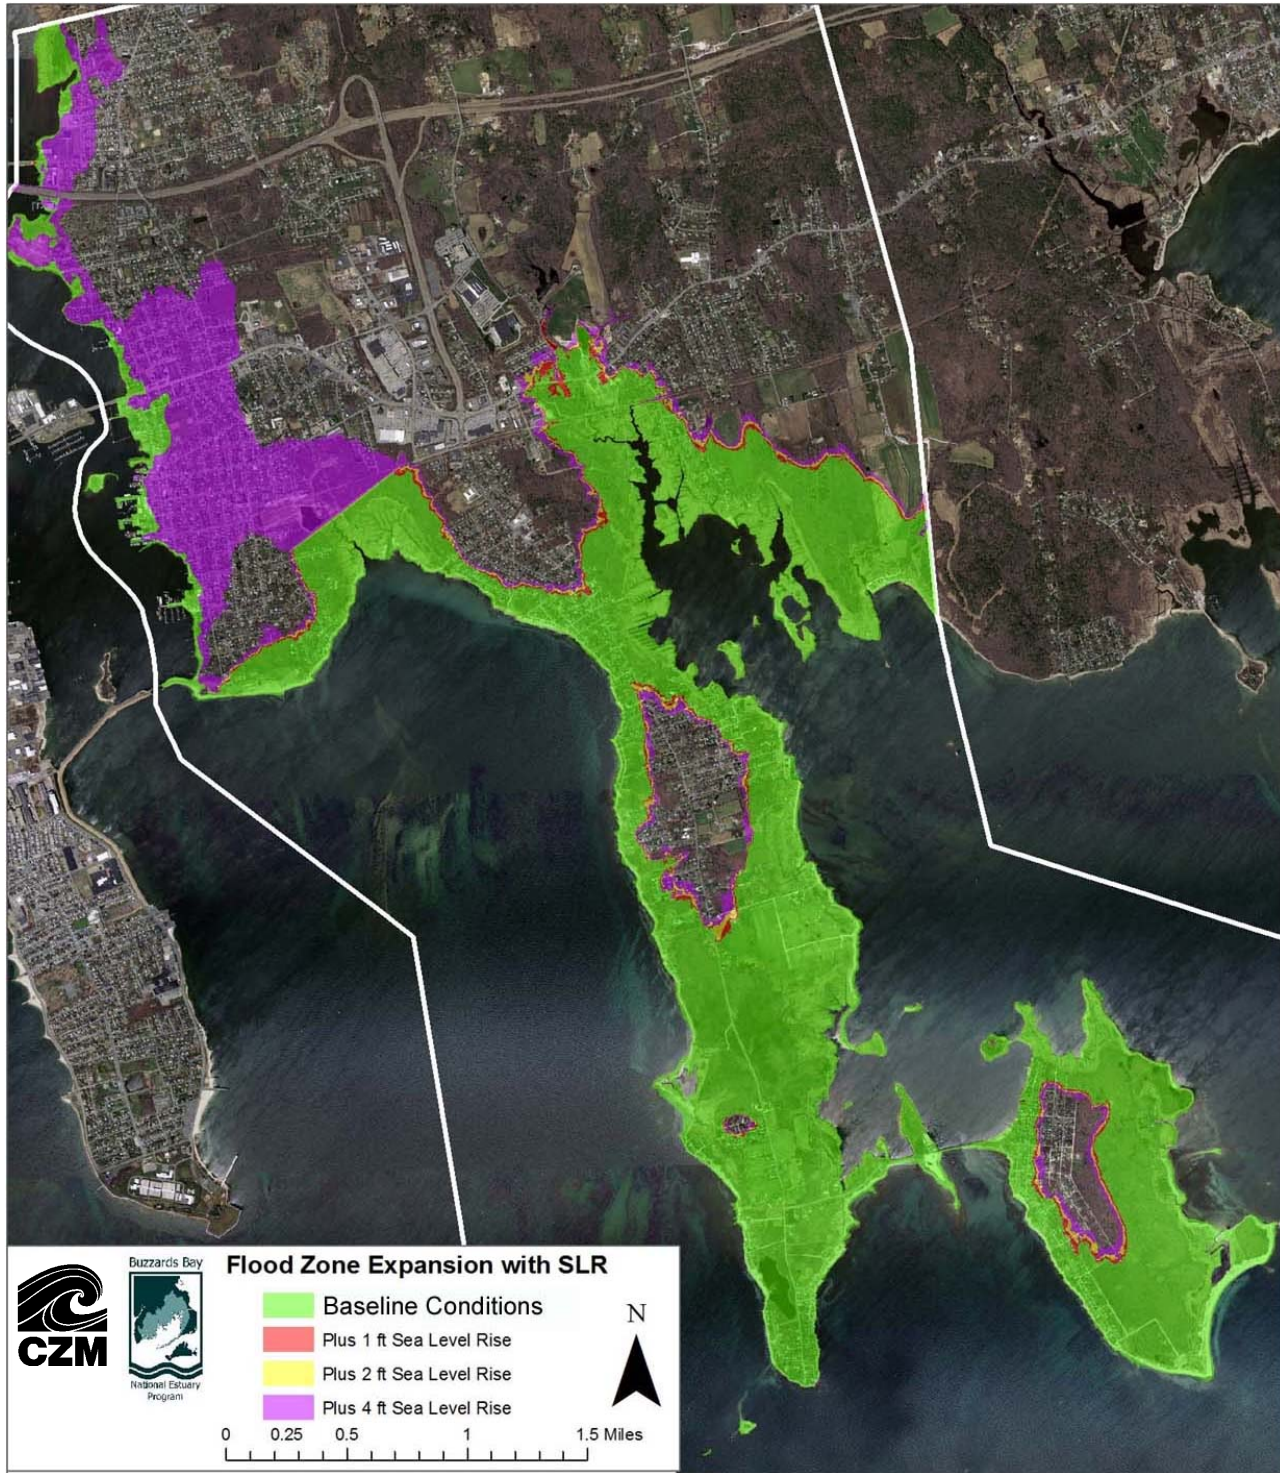 Flood Zone Expansion with SLR
Baseline Conditions
Plus 1 ft Sea Level Rise
Plus 2 ft Sea Level Rise
Plus 4 ft Sea Level Rise
0 0.25 0.5 1 1.5 Miles
N
CZM
Buzzards Bay
National Estuary
Program